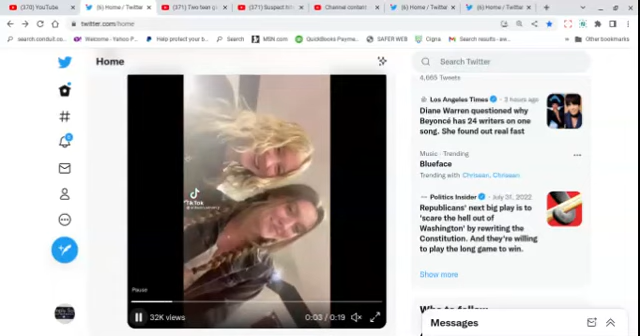 (370) YouTube
(6) Home / Twitter
(371) Two teen g
(371) Suspect h
Channel content
(6) Home / Twitter
(6) Home / Twitter
twitter.com/home
search.conduit.co...
Welcome - Yahoo P...
Help protect your b...
Search
MSN.com
QuickBooks Payme...
SAFER WEB
Cigna
Search results - ew...
»
Other bookmarks
Home
Search Twitter
4,665 Tweets
Los Angeles Times · 3 hours ago
Diane Warren questioned why
Beyoncé has 24 writers on one
song. She found out real fast
Music · Trending
Blueface
Trending with Chrisean, Chrisean
Politics Insider · July 31, 2022
Republicans' next big play is to
'scare the hell out of
Washington' by rewriting the
Constitution. And they're willing
to play the long game to win.
Show more
TikTok
Pause
32K views
0:03 / 0:19
Who to follow
Messages